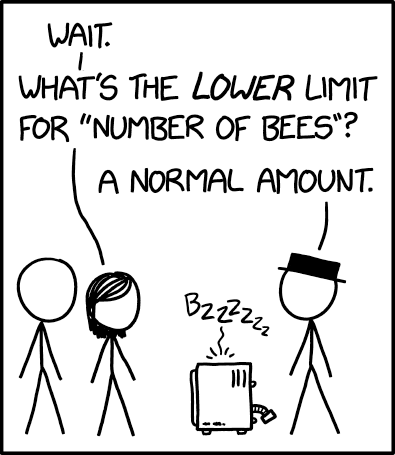 WAIT.
WHAT'S THE LOWER LIMIT
FOR "NUMBER OF BEES"?
A NORMAL AMOUNT.
BZZZZZZ